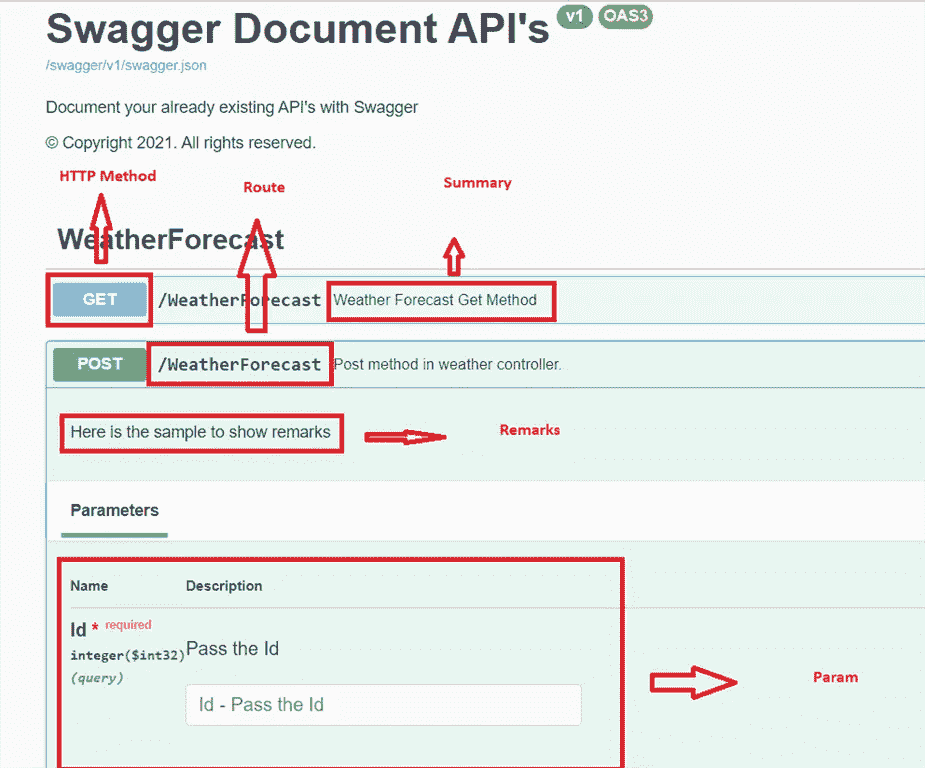 Swagger Document API's v1 OAS3
/swagger/v1/swagger.json
Document your already existing API's with Swagger
© Copyright 2021. All rights reserved.
HTTP Method Route Summary
WeatherForecast
GET /WeatherForecast Weather Forecast Get Method
POST /WeatherForecast Post method in weather controller.
Here is the sample to show remarks Remarks
Parameters
Name Description
Id * required
Pass the Id
integer($int32)
(query)
Id - Pass the Id
Param